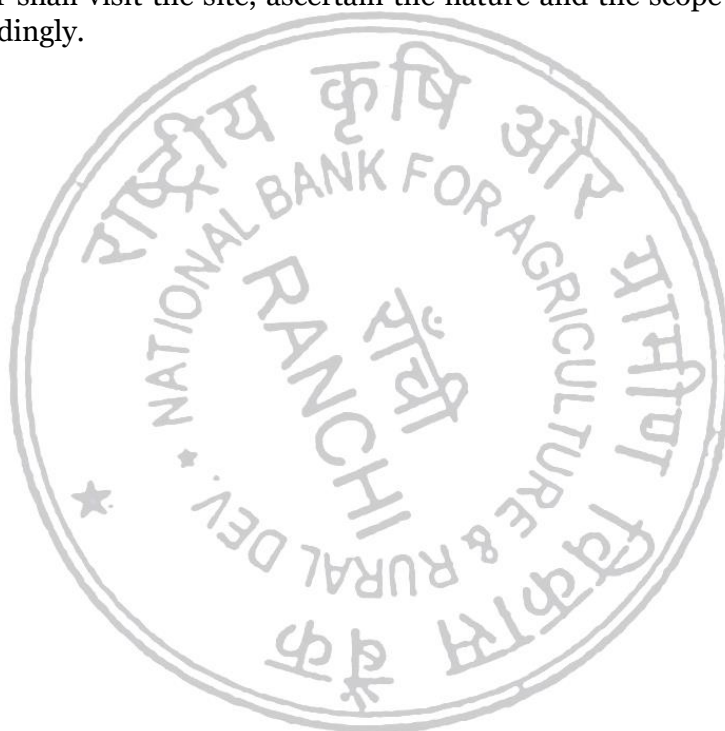 r shall visit the site, ascertain the nature and the scope
dingly.
राष्ट्रीय कृषि और ग्रामीण विकास बैंक
NATIONAL BANK FOR AGRICULTURE & RURAL DEV.
राँची
RANCHI